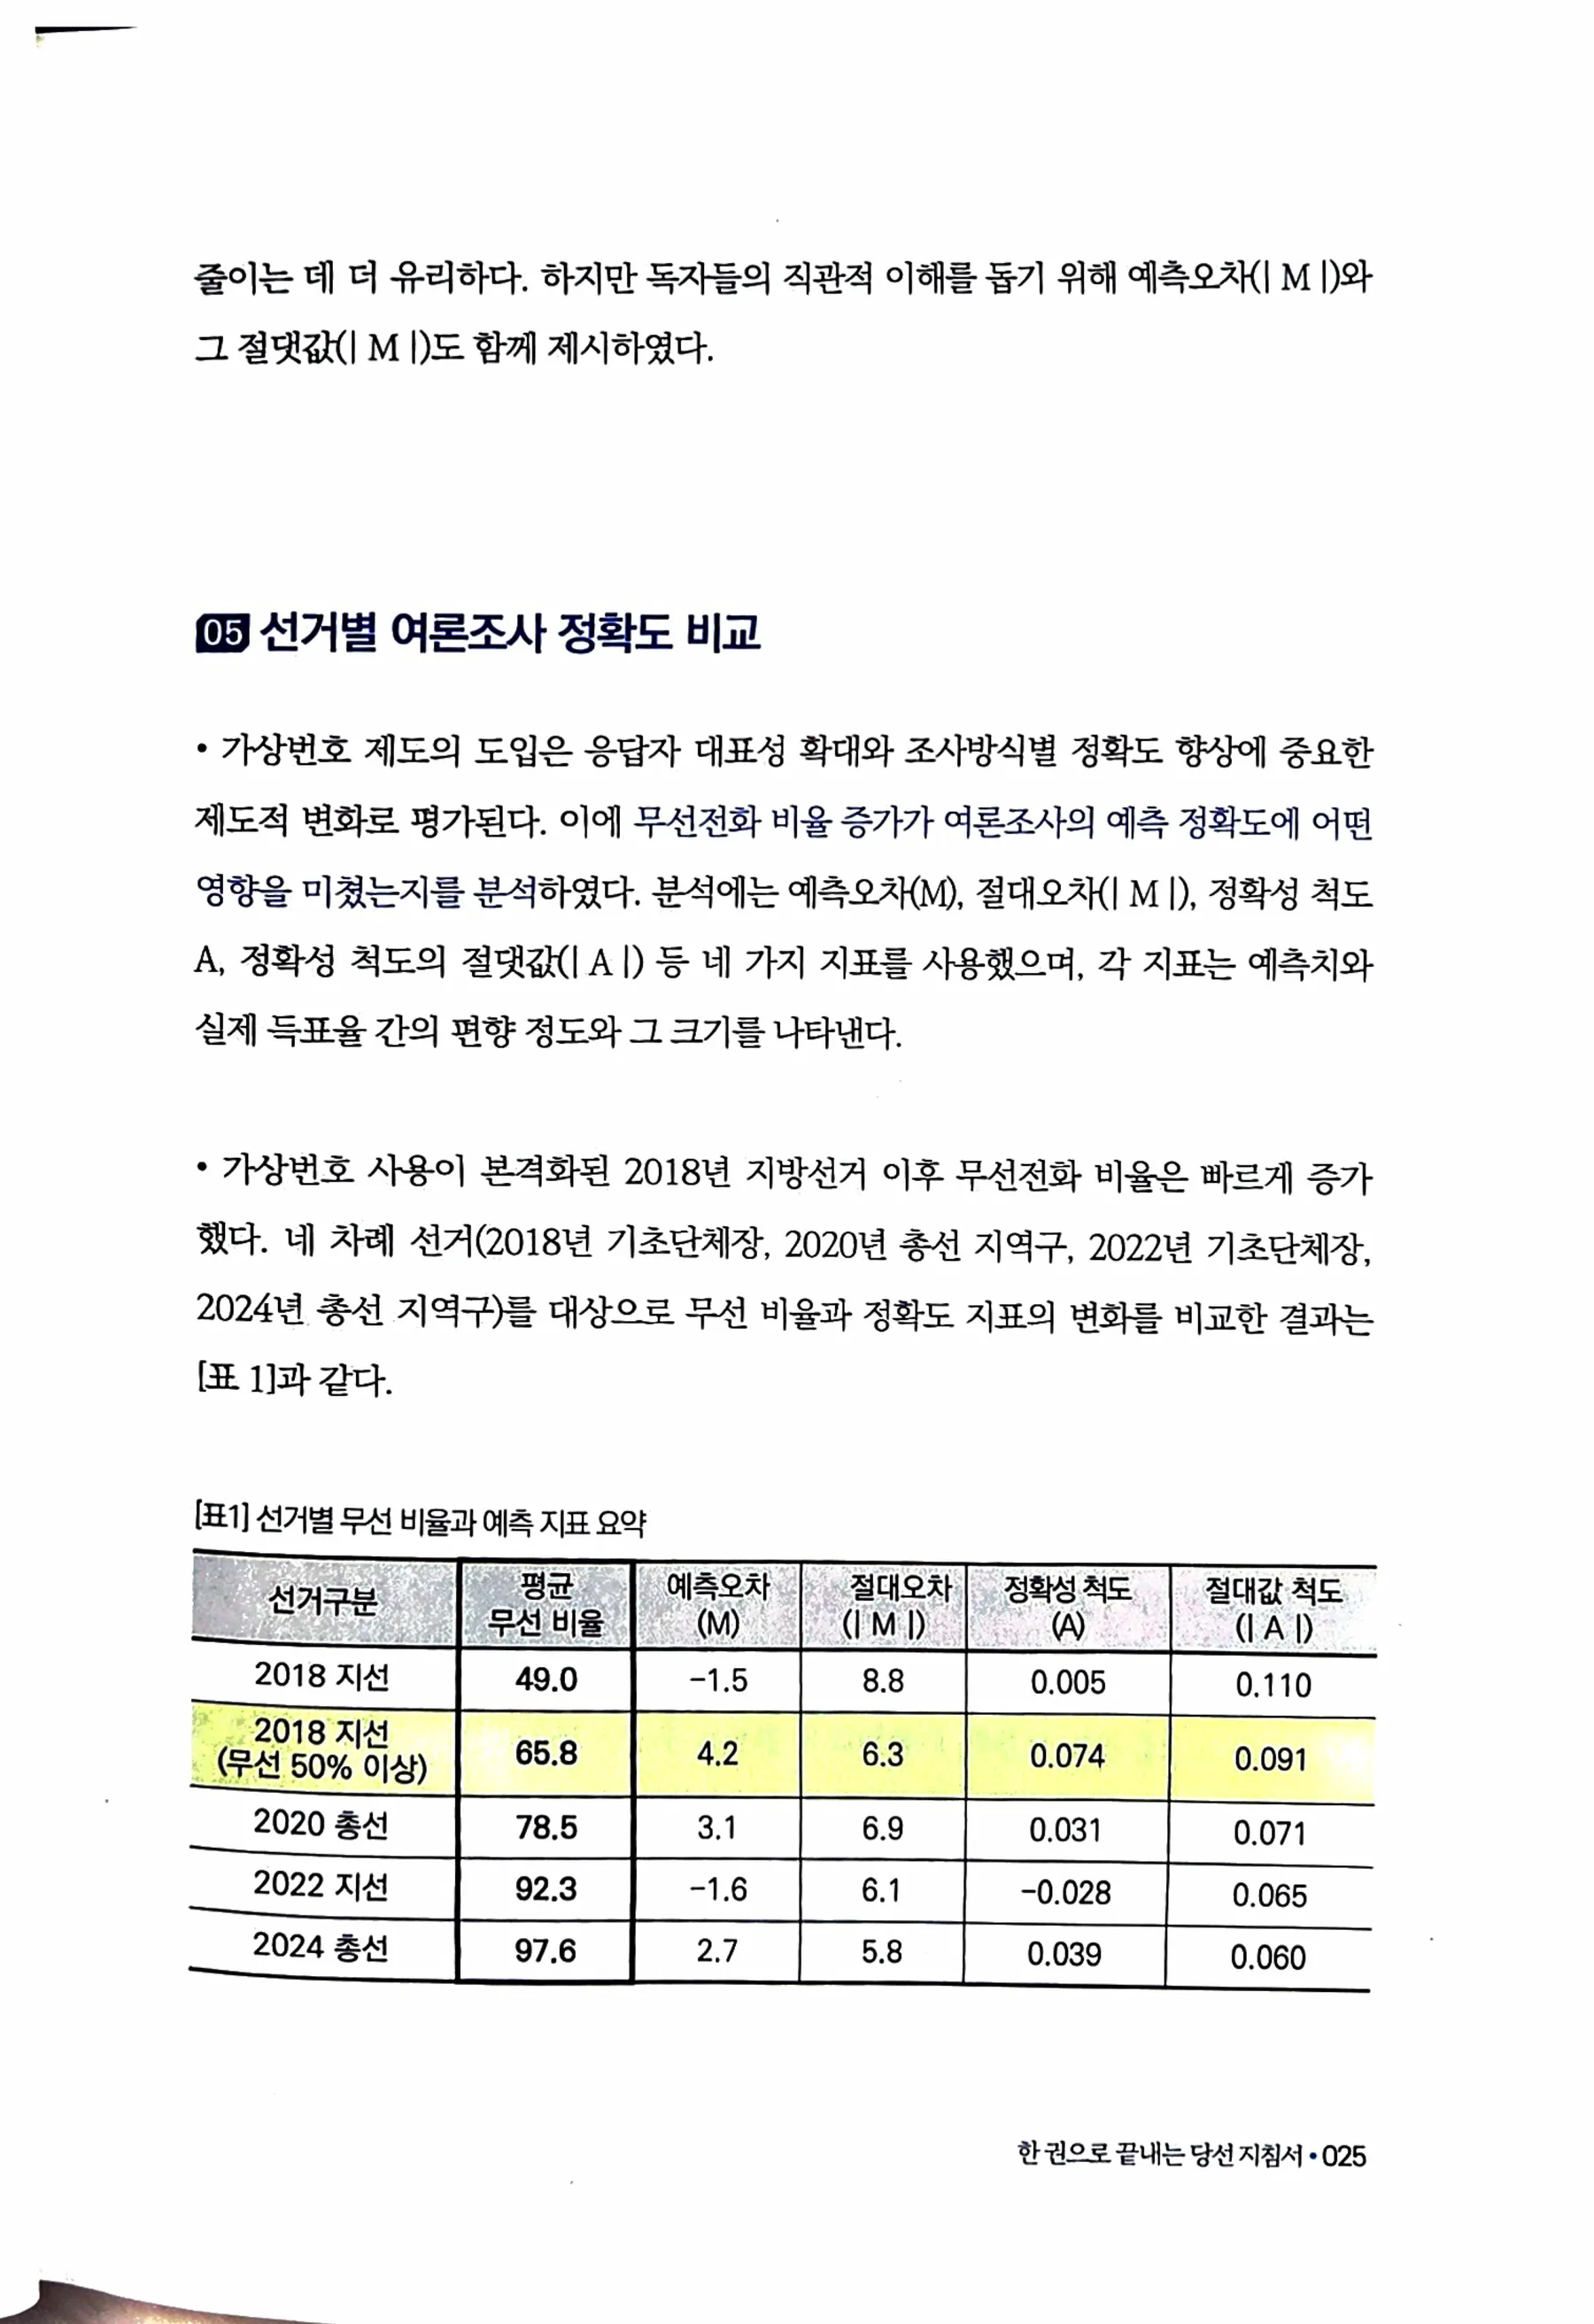 줄이는 데 더 유리하다. 하지만 독자들의 직관적 이해를 돕기 위해 예측오차(| M |)와
그 절댓값(| M |)도 함께 제시하였다.
05 선거별 여론조사 정확도 비교
• 가상번호 제도의 도입은 응답자 대표성 확대와 조사방식별 정확도 향상에 중요한
제도적 변화로 평가된다. 이에 무선전화 비율 증가가 여론조사의 예측 정확도에 어떤
영향을 미쳤는지를 분석하였다. 분석에는 예측오차(M), 절대오차(| M |), 정확성 척도
A, 정확성 척도의 절댓값(| A |) 등 네 가지 지표를 사용했으며, 각 지표는 예측치와
실제 득표율 간의 편향 정도와 그 크기를 나타낸다.
• 가상번호 사용이 본격화된 2018년 지방선거 이후 무선전화 비율은 빠르게 증가
했다. 네 차례 선거(2018년 기초단체장, 2020년 총선 지역구, 2022년 기초단체장,
2024년 총선 지역구)를 대상으로 무선 비율과 정확도 지표의 변화를 비교한 결과는
[표 1]과 같다.
[표1] 선거별 무선 비율과 예측 지표 요약
선거구분 평균 무선 비율 예측오차 (M) 절대오차 (| M |) 정확성 척도 (A) 절대값 척도 (| A |)
2018 지선 49.0 -1.5 8.8 0.005 0.110
2018 지선 (무선 50% 이상) 65.8 4.2 6.3 0.074 0.091
2020 총선 78.5 3.1 6.9 0.031 0.071
2022 지선 92.3 -1.6 6.1 -0.028 0.065
2024 총선 97.6 2.7 5.8 0.039 0.060
한 권으로 끝내는 당선 지침서 • 025